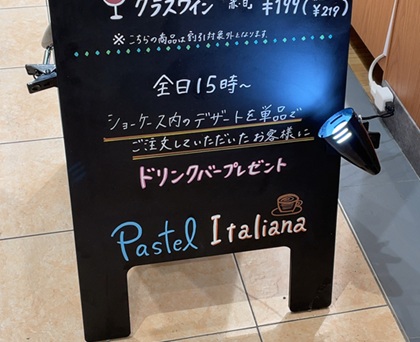 グラスワイン 赤・白 ¥199(¥219)
※こちらの商品は割引対象外となります
全日15時〜
ショーケース内のデザートを単品で
ご注文していただいたお客様に
ドリンクバープレゼント
Pastel Italiana